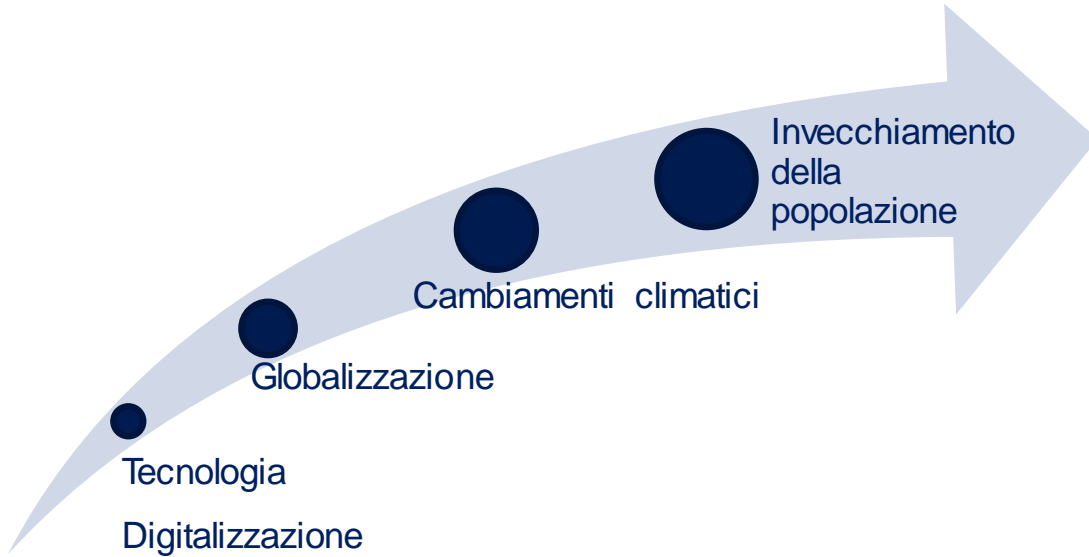 Invecchiamento
della
popolazione
Cambiamenti climatici
Globalizzazione
Tecnologia
Digitalizzazione